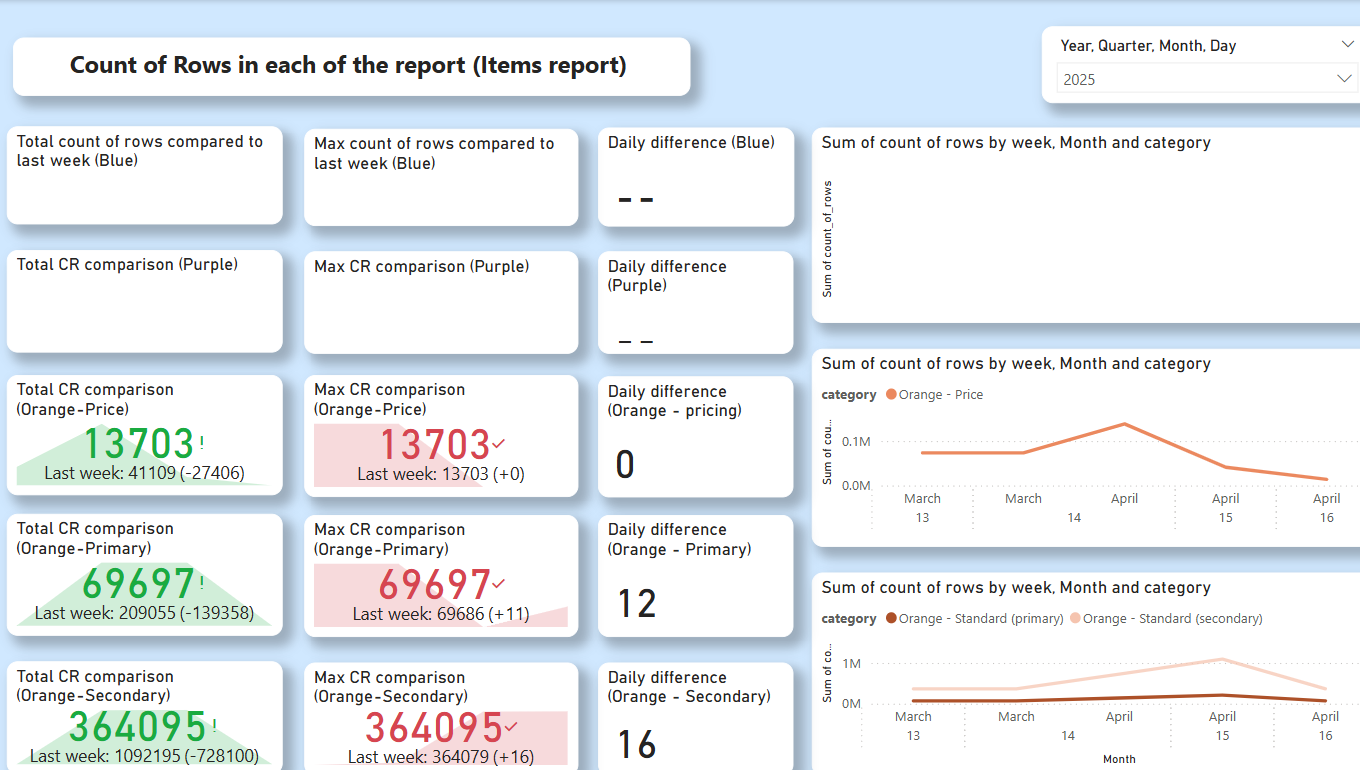 Count of Rows in each of the report (Items report)
Year, Quarter, Month, Day
2025
Total count of rows compared to
last week (Blue)
Max count of rows compared to
last week (Blue)
Daily difference (Blue)
--
Sum of count of rows by week, Month and category
Sum of count_of_rows
Total CR comparison (Purple)
Max CR comparison (Purple)
Daily difference
(Purple)
--
Total CR comparison
(Orange-Price)
13703!
Last week: 41109 (-27406)
Max CR comparison
(Orange-Price)
13703✓
Last week: 13703 (+0)
Daily difference
(Orange - pricing)
0
Sum of count of rows by week, Month and category
category Orange - Price
Sum of cou...
0.1M
0.0M
March March April April April
13 14 15 16
Total CR comparison
(Orange-Primary)
69697!
Last week: 209055 (-139358)
Max CR comparison
(Orange-Primary)
69697✓
Last week: 69686 (+11)
Daily difference
(Orange - Primary)
12
Sum of count of rows by week, Month and category
category Orange - Standard (primary) Orange - Standard (secondary)
Sum of co...
1M
0M
March March April April April
13 14 15 16
Month
Total CR comparison
(Orange-Secondary)
364095!
Last week: 1092195 (-728100)
Max CR comparison
(Orange-Secondary)
364095✓
Last week: 364079 (+16)
Daily difference
(Orange - Secondary)
16